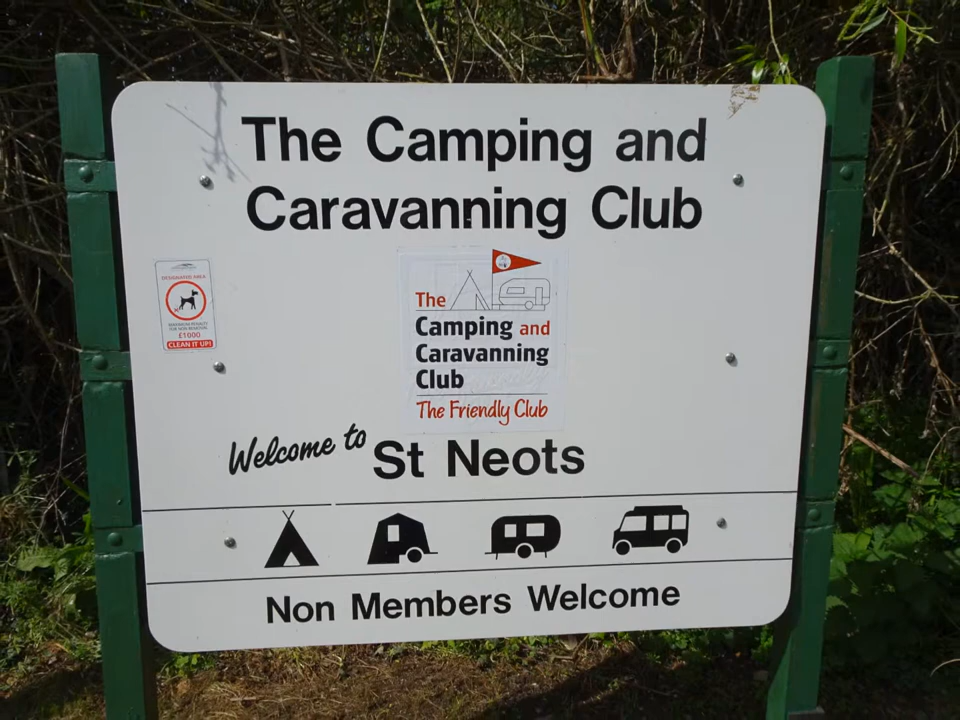 The Camping and
Caravanning Club
DESIGNATED AREA
MAXIMUM PENALTY
FOR NON REMOVAL
£1000
CLEAN IT UP!
The
Camping and
Caravanning
Club
The Friendly Club
Welcome to St Neots
Non Members Welcome